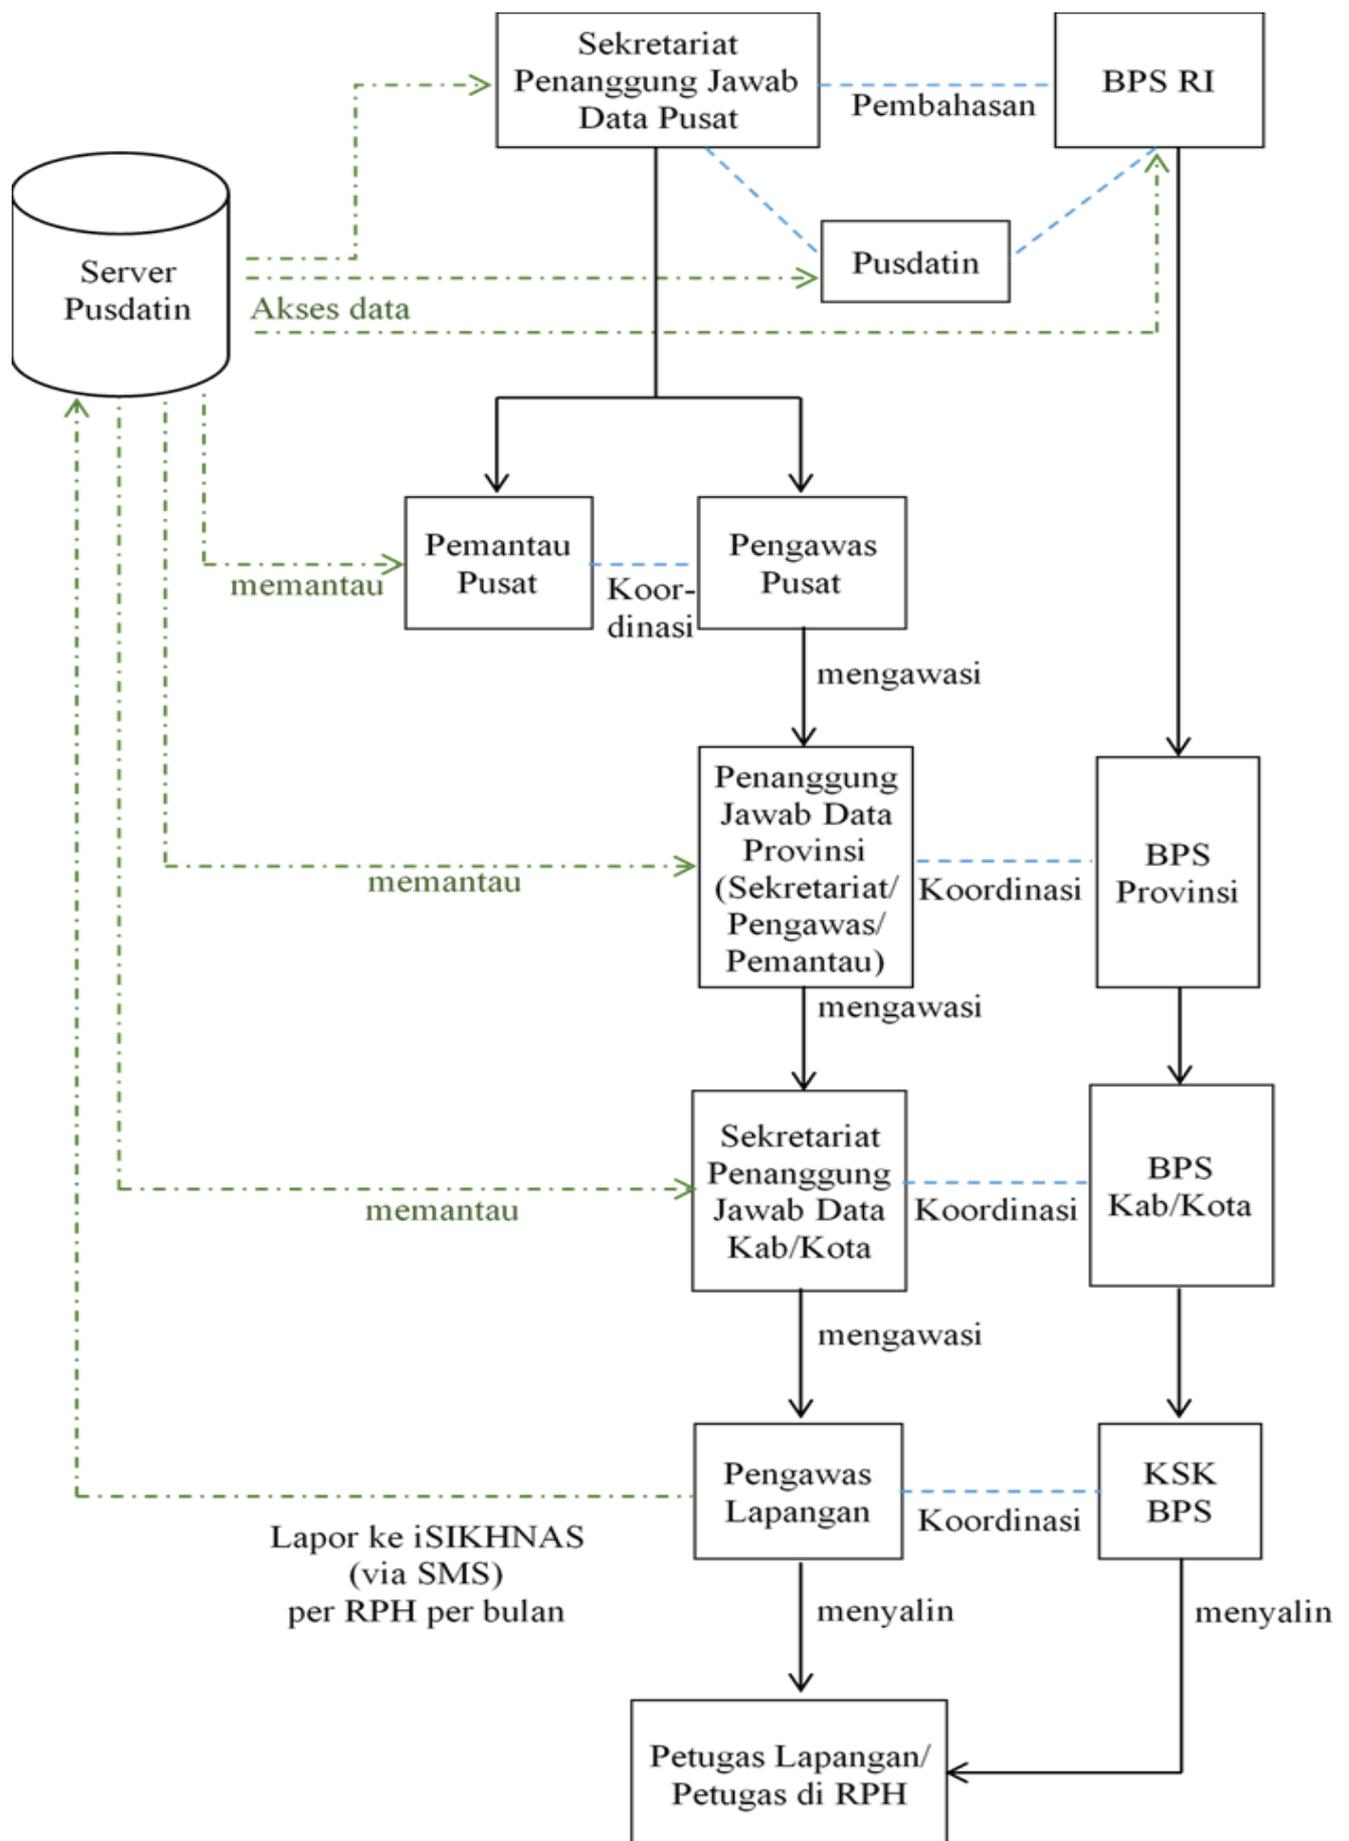 Sekretariat
Penanggung Jawab
Data Pusat
Pembahasan
BPS RI
Server
Pusdatin
Akses data
Pusdatin
Pemantau
Pusat
memantau
Koor-
dinasi
Pengawas
Pusat
mengawasi
Penanggung
Jawab Data
Provinsi
(Sekretariat/
Pengawas/
Pemantau)
memantau
Koordinasi
BPS
Provinsi
mengawasi
Sekretariat
Penanggung
Jawab Data
Kab/Kota
memantau
Koordinasi
BPS
Kab/Kota
mengawasi
Pengawas
Lapangan
Koordinasi
KSK
BPS
Lapor ke iSIKHNAS
(via SMS)
per RPH per bulan
menyalin
menyalin
Petugas Lapangan/
Petugas di RPH